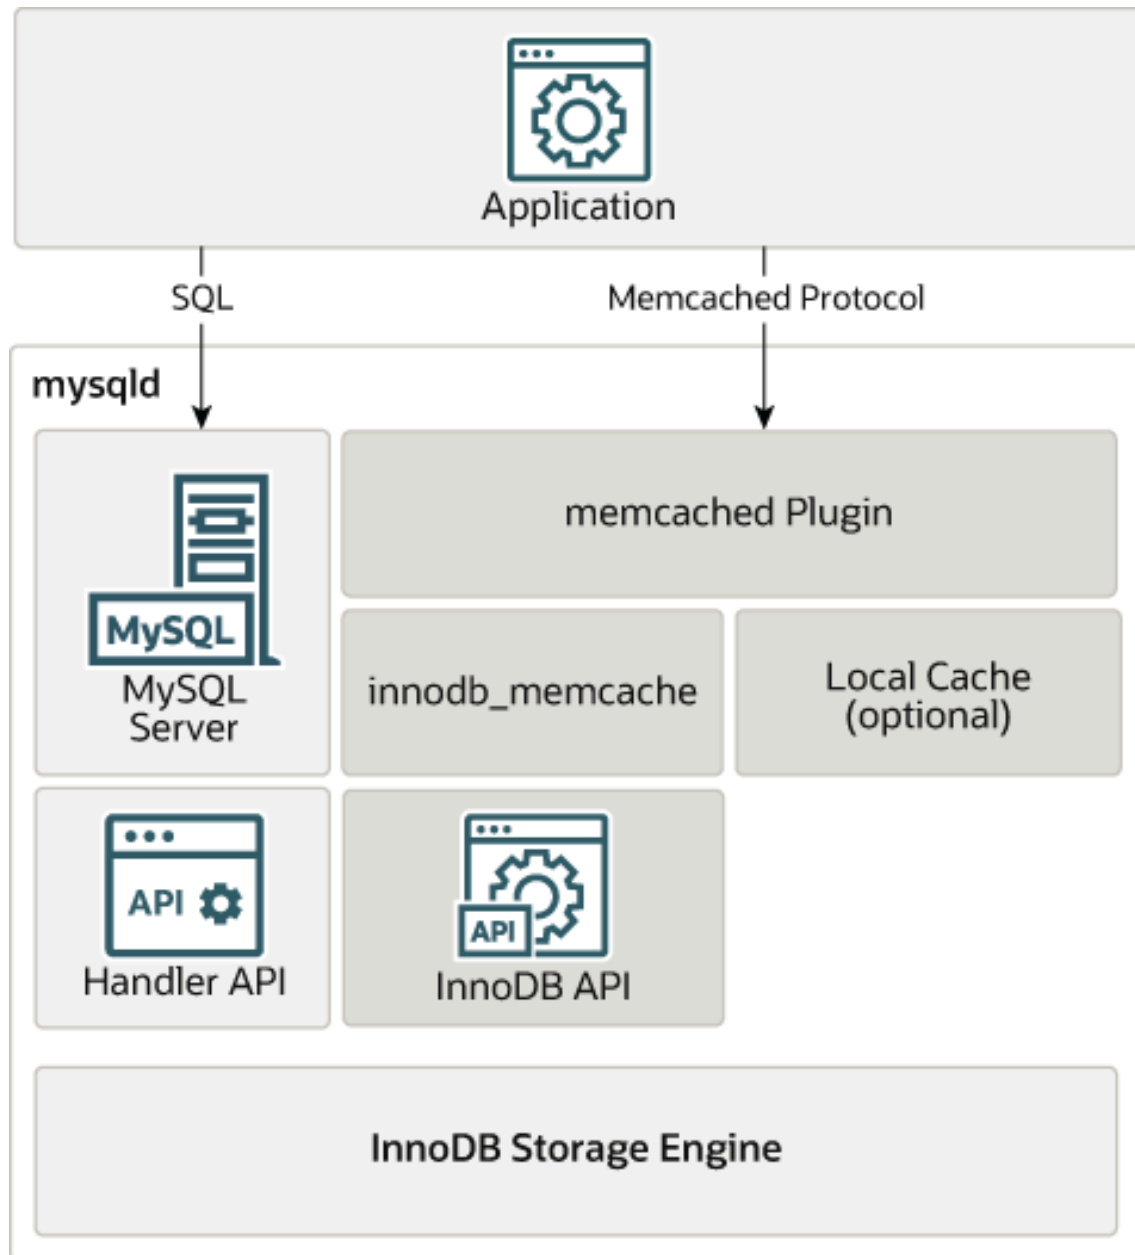 Application
SQL
Memcached Protocol
mysqld
memcached Plugin
MySQL
MySQL
Server
innodb_memcache
Local Cache
(optional)
API
Handler API
API
InnoDB API
InnoDB Storage Engine